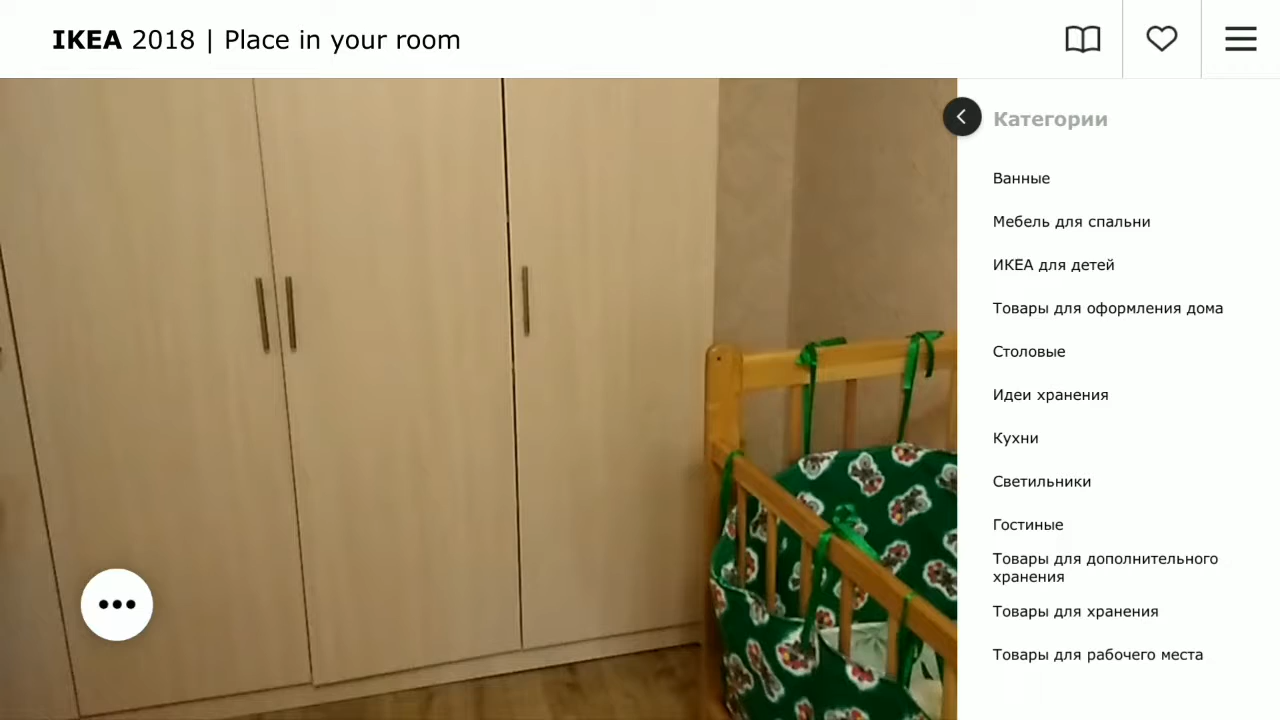 IKEA 2018 | Place in your room
Категории
Ванные
Мебель для спальни
ИКЕА для детей
Товары для оформления дома
Столовые
Идеи хранения
Кухни
Светильники
Гостиные
Товары для дополнительного
хранения
Товары для хранения
Товары для рабочего места